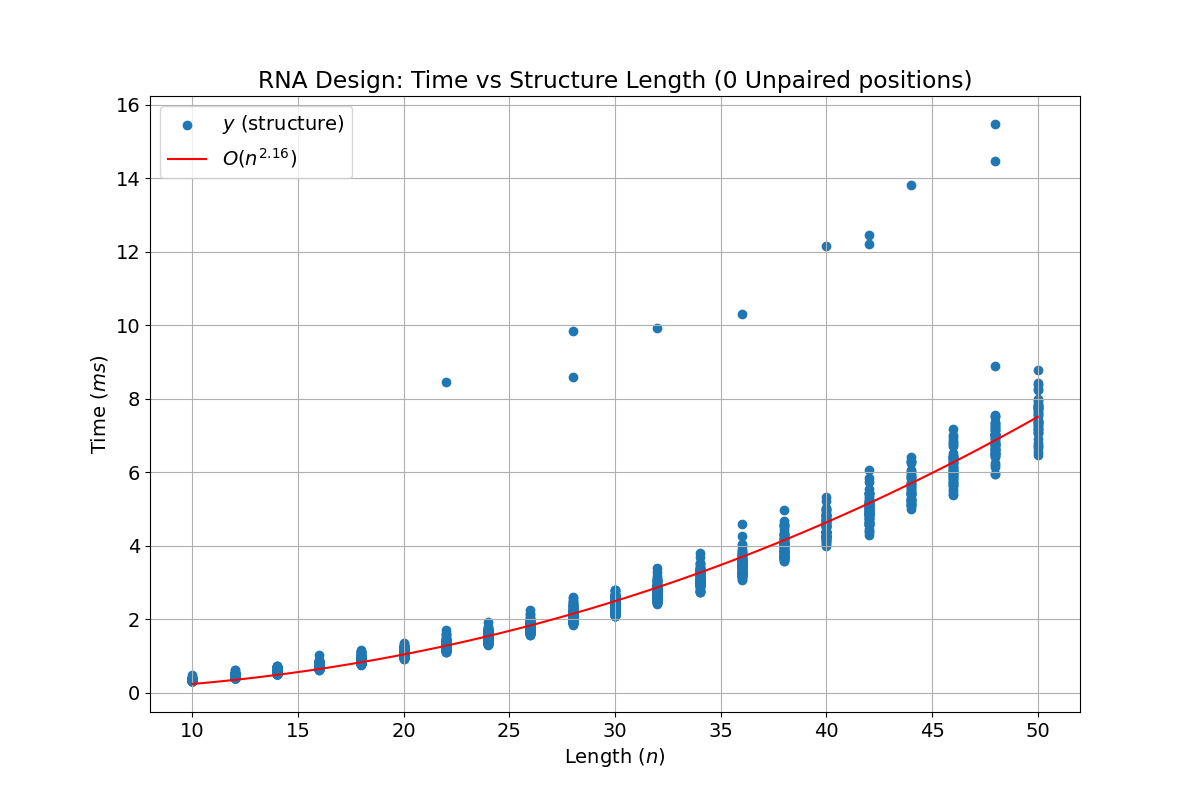 RNA Design: Time vs Structure Length (0 Unpaired positions)
y (structure)
O(n^2.16)
16
14
12
10
8
6
4
2
0
Time (ms)
10 15 20 25 30 35 40 45 50
Length (n)